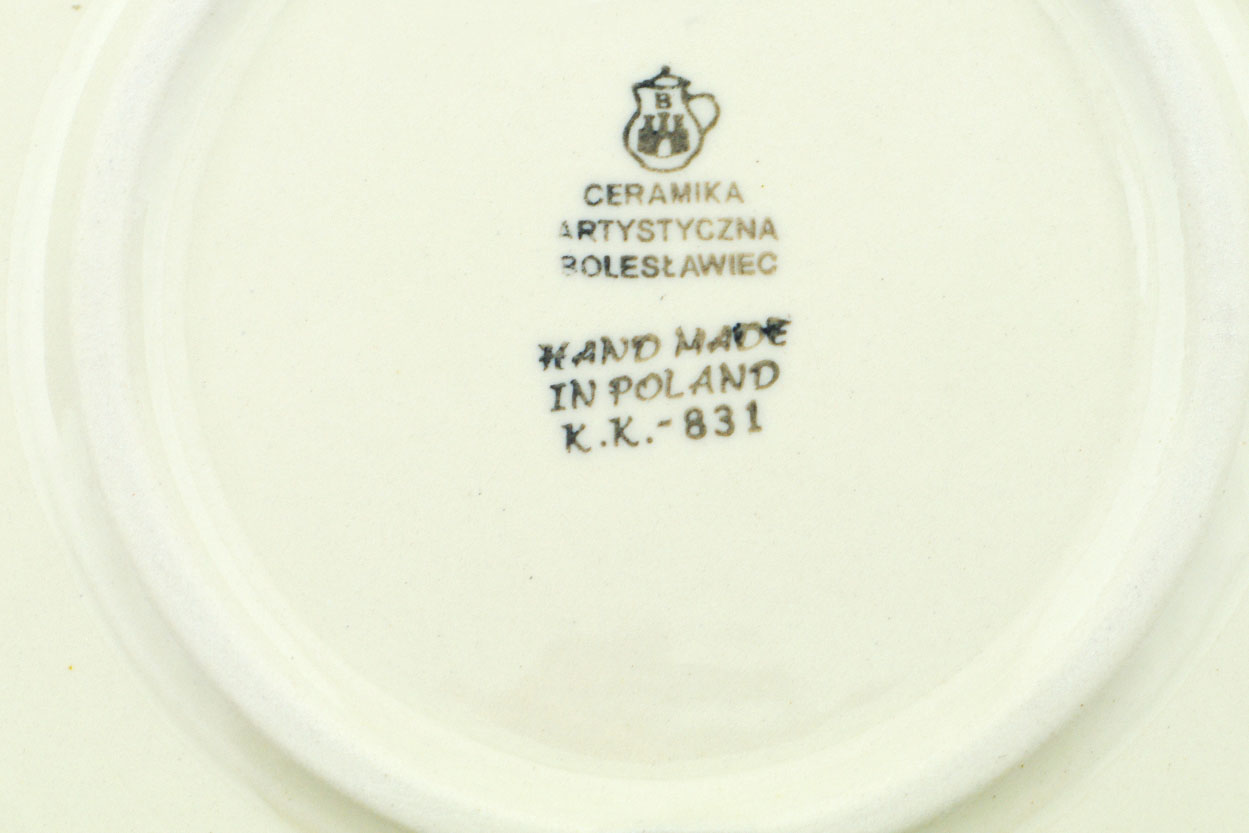 B
CERAMIKA
ARTYSTYCZNA
BOLESŁAWIEC
HAND MADE
IN POLAND
K.K.-831